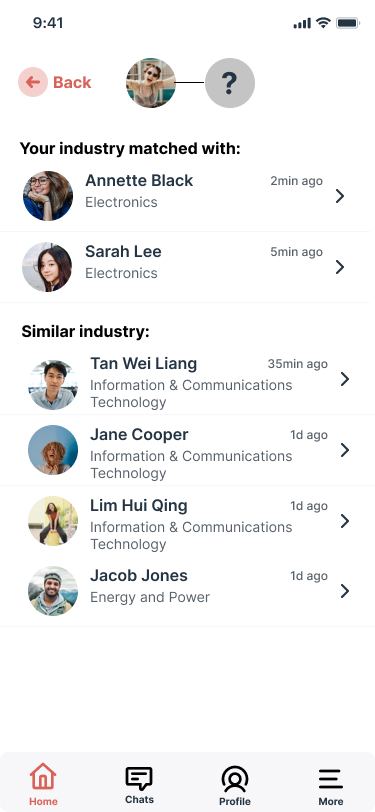 9:41
Back
?
Your industry matched with:
Annette Black
2min ago
Electronics
Sarah Lee
5min ago
Electronics
Similar industry:
Tan Wei Liang
35min ago
Information & Communications
Technology
Jane Cooper
1d ago
Information & Communications
Technology
Lim Hui Qing
1d ago
Information & Communications
Technology
Jacob Jones
1d ago
Energy and Power
Home
Chats
Profile
More